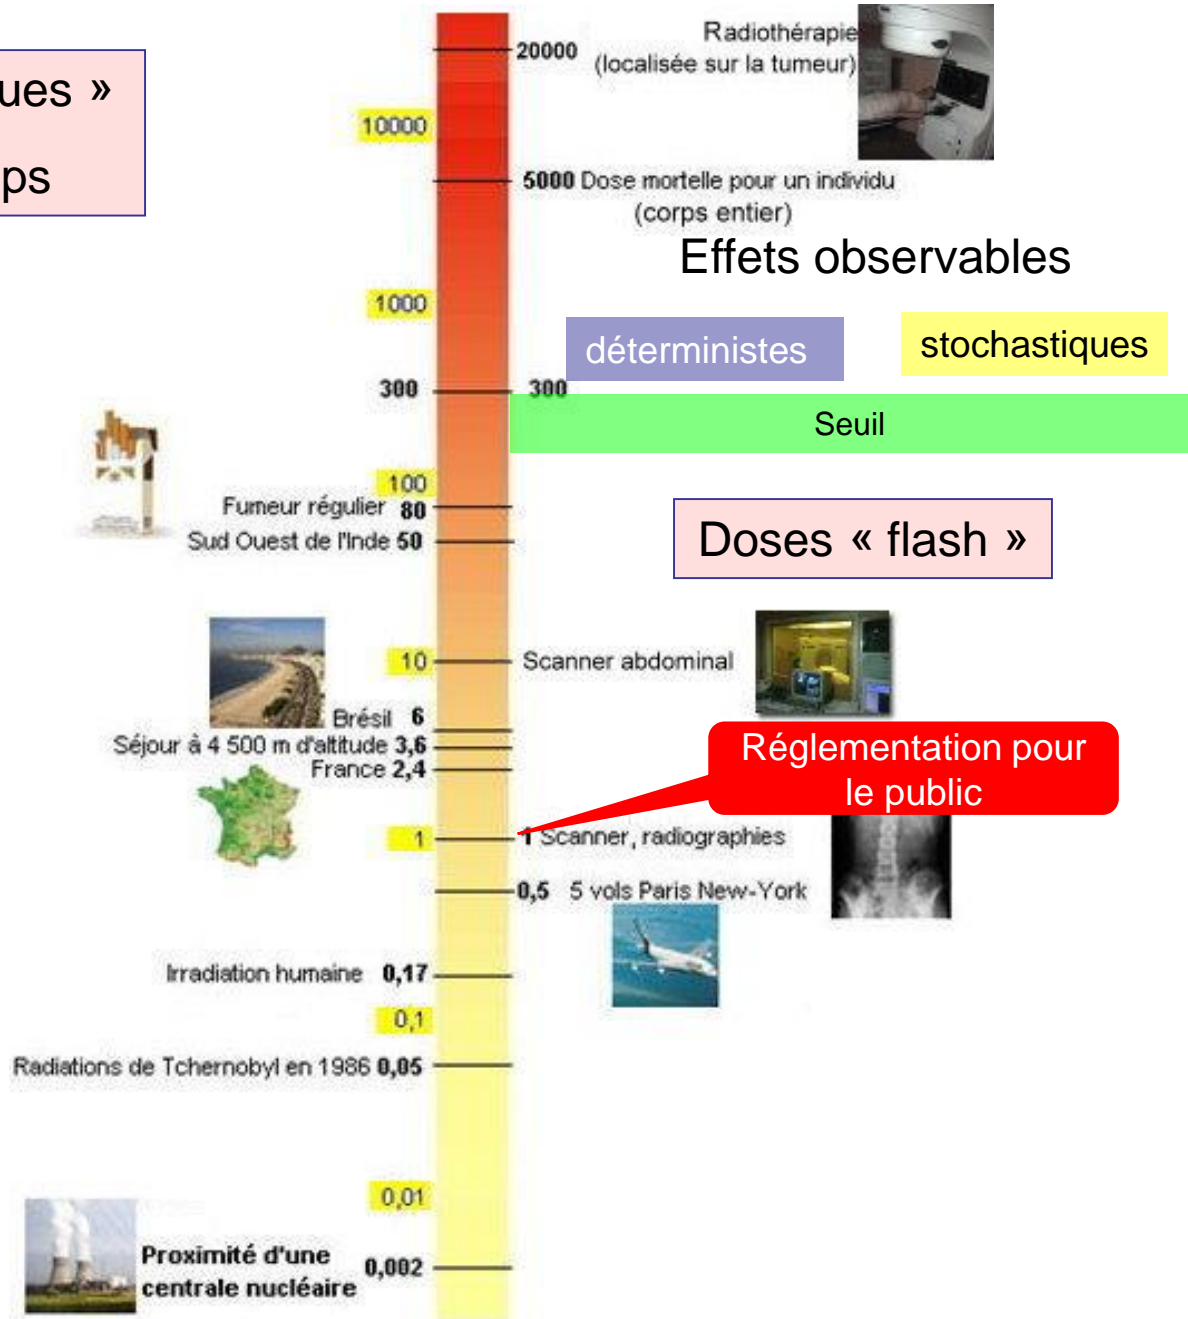 ues »
ps
20000 Radiothérapie
(localisée sur la tumeur)
10000
5000 Dose mortelle pour un individu
(corps entier)
Effets observables
1000
déterministes
stochastiques
300
300
Seuil
100
Fumeur régulier 80
Sud Ouest de l'Inde 50
Doses « flash »
10
Scanner abdominal
Brésil 6
Séjour à 4 500 m d'altitude 3,6
France 2,4
Réglementation pour
le public
1
1 Scanner, radiographies
0,5 5 vols Paris New-York
Irradiation humaine 0,17
0,1
Radiations de Tchernobyl en 1986 0,05
0,01
Proximité d'une
centrale nucléaire
0,002